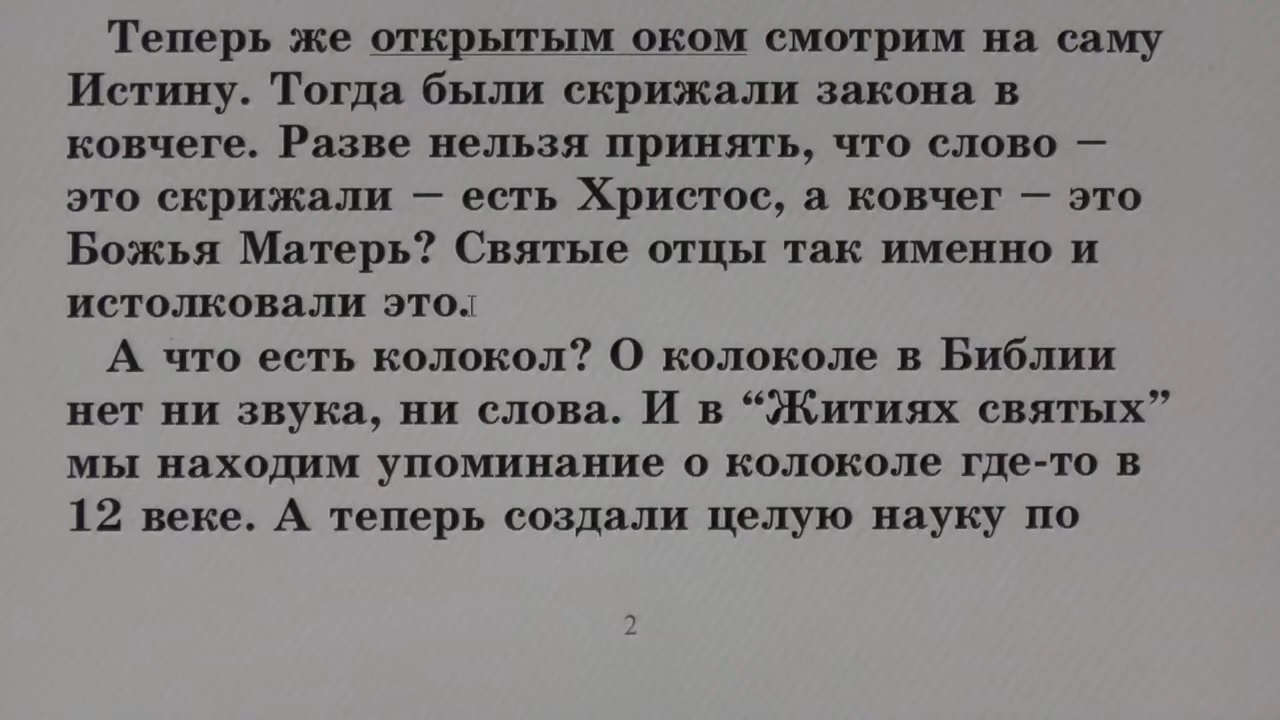 Теперь же открытым оком смотрим на саму
Истину. Тогда были скрижали закона в
ковчеге. Разве нельзя принять, что слово –
это скрижали – есть Христос, а ковчег – это
Божья Матерь? Святые отцы так именно и
истолковали это.
А что есть колокол? О колоколе в Библии
нет ни звука, ни слова. И в “Житиях святых”
мы находим упоминание о колоколе где-то в
12 веке. А теперь создали целую науку по
2